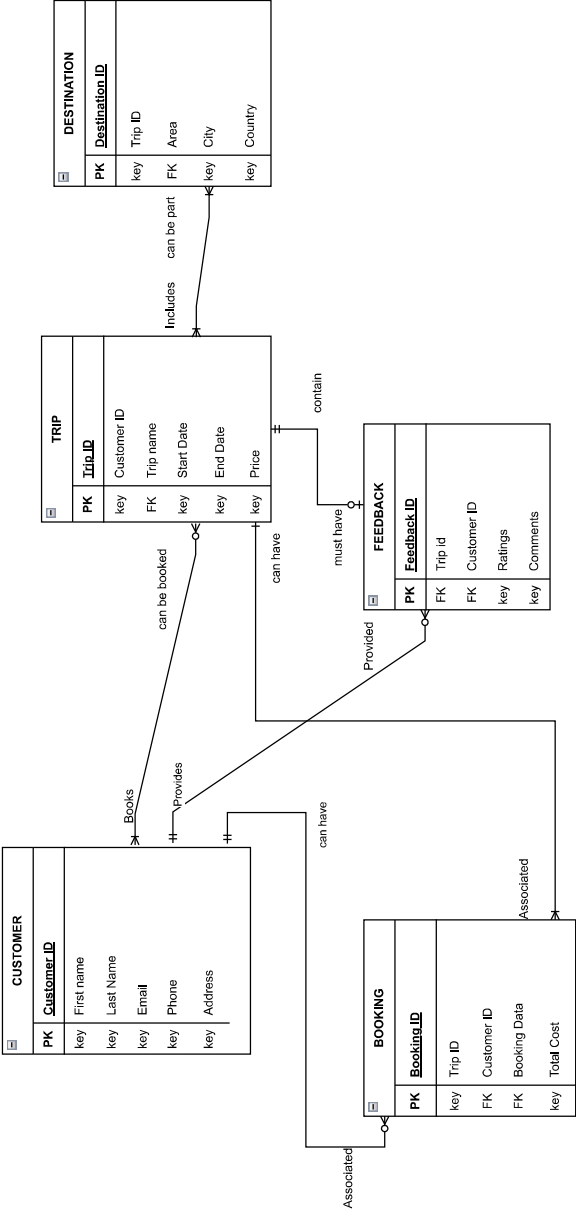 CUSTOMER
PK Customer ID
key First name
key Last Name
key Email
key Phone
key Address
Books
Provides
can have
can be booked
TRIP
PK Trip ID
key Customer ID
FK Trip name
key Start Date
key End Date
key Price
Includes
can be part
DESTINATION
PK Destination ID
key Trip ID
FK Area
key City
key Country
can have
contain
must have
Provided
FEEDBACK
PK Feedback ID
FK Trip id
FK Customer ID
key Ratings
key Comments
Associated
Associated
BOOKING
PK Booking ID
key Trip ID
FK Customer ID
FK Booking Data
key Total Cost